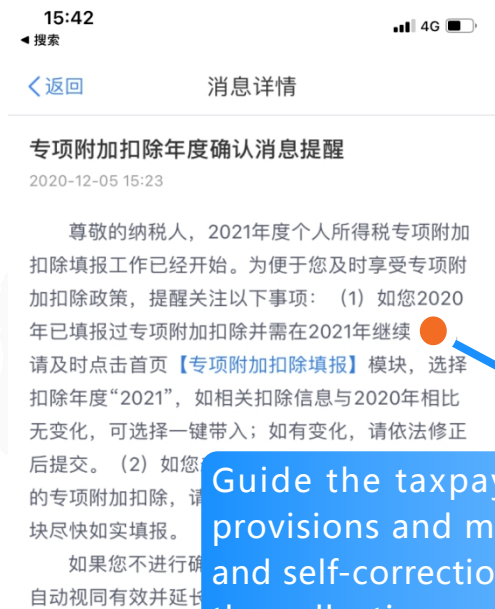 15:42
4G
◀ 搜索
返回
消息详情
专项附加扣除年度确认消息提醒
2020-12-05 15:23
尊敬的纳税人，2021年度个人所得税专项附加
扣除填报工作已经开始。为便于您及时享受专项附
加扣除政策，提醒关注以下事项：（1）如您2020
年已填报过专项附加扣除并需在2021年继续
请及时点击首页【专项附加扣除填报】模块，选择
扣除年度“2021”，如相关扣除信息与2020年相比
无变化，可选择一键带入；如有变化，请依法修正
后提交。（2）如您
的专项附加扣除，请
块尽快如实填报。
如果您不进行确
自动视同有效并延长
Guide the taxpay
provisions and m
and self-correctio